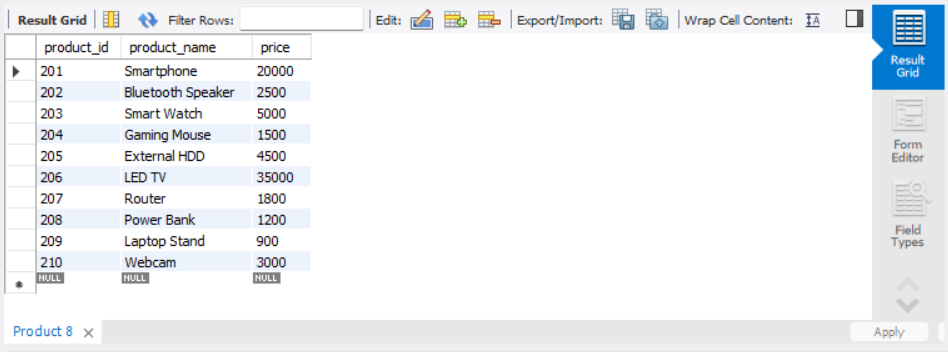 Result Grid Filter Rows: Edit: Export/Import: Wrap Cell Content: IA
product_id product_name price
201 Smartphone 20000
202 Bluetooth Speaker 2500
203 Smart Watch 5000
204 Gaming Mouse 1500
205 External HDD 4500
206 LED TV 35000
207 Router 1800
208 Power Bank 1200
209 Laptop Stand 900
210 Webcam 3000
NULL NULL NULL
Result
Grid
Form
Editor
Field
Types
Product 8 Apply